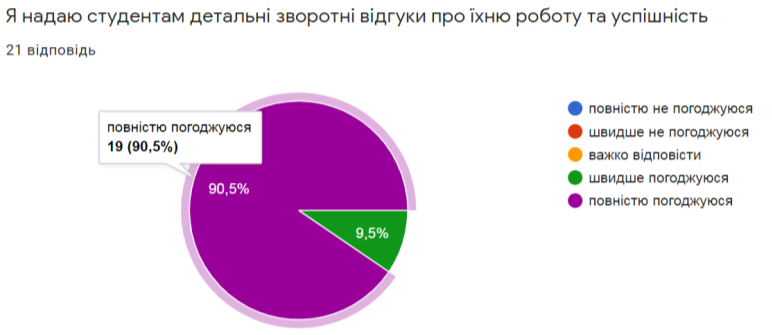 Я надаю студентам детальні зворотні відгуки про їхню роботу та успішність
21 відповідь
повністю погоджуюся
19 (90,5%)
90,5%
9,5%
повністю не погоджуюся
швидше не погоджуюся
важко відповісти
швидше погоджуюся
повністю погоджуюся